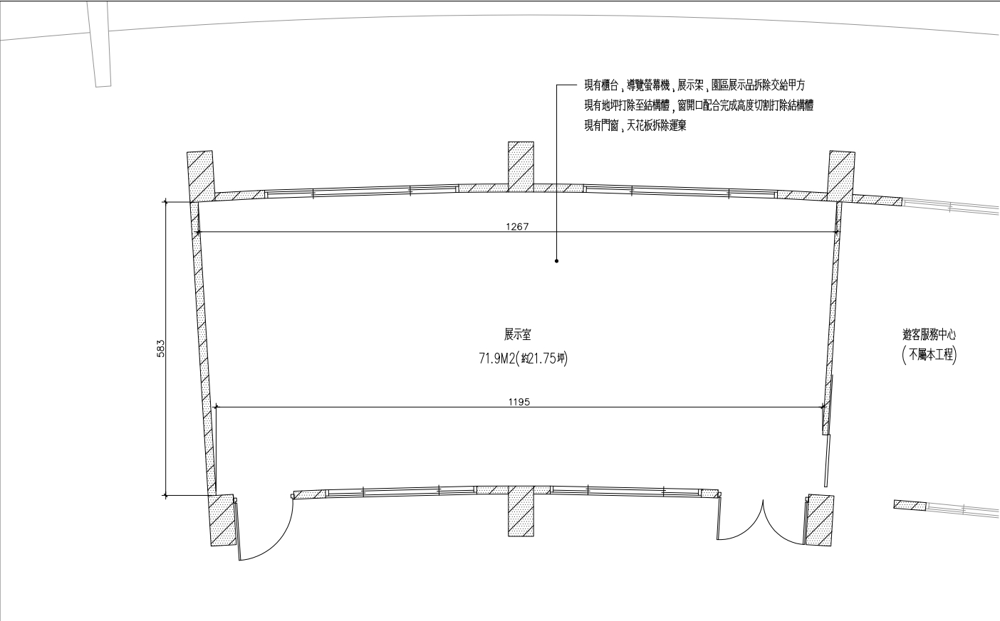 現有櫃台、導覽螢幕機、展示架、園區展示品拆除交給甲方
現有地坪打除至結構體，窗開口配合完成高度切割打除結構體
現有門窗、天花板拆除運棄
1267
583
展示室
71.9M2(約21.75坪)
遊客服務中心
(不屬本工程)
1195